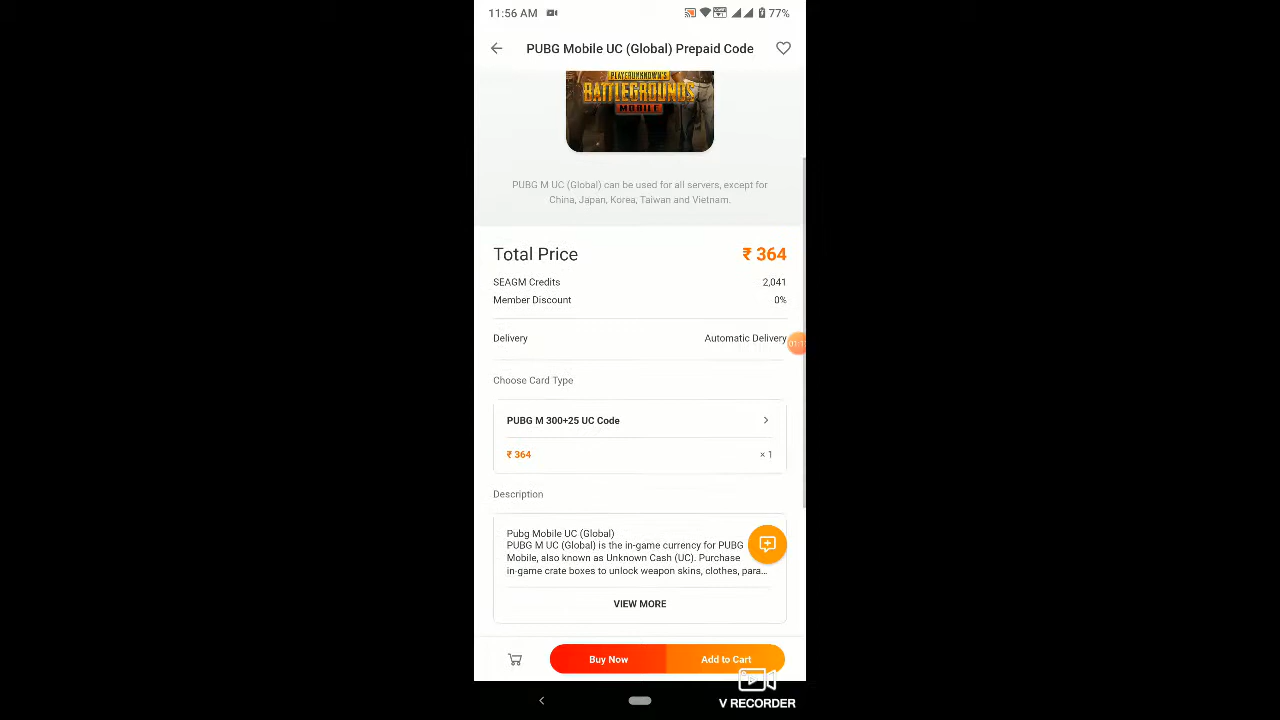 11:56 AM 77%
PUBG Mobile UC (Global) Prepaid Code
PLAYERUNKNOWN'S
BATTLEGROUNDS
MOBILE
PUBG M UC (Global) can be used for all servers, except for
China, Japan, Korea, Taiwan and Vietnam.
Total Price ₹ 364
SEAGM Credits 2,041
Member Discount 0%
Delivery Automatic Delivery
Choose Card Type
PUBG M 300+25 UC Code
₹ 364 × 1
Description
Pubg Mobile UC (Global)
PUBG M UC (Global) is the in-game currency for PUBG
Mobile, also known as Unknown Cash (UC). Purchase
in-game crate boxes to unlock weapon skins, clothes, para...
VIEW MORE
Buy Now Add to Cart
V RECORDER